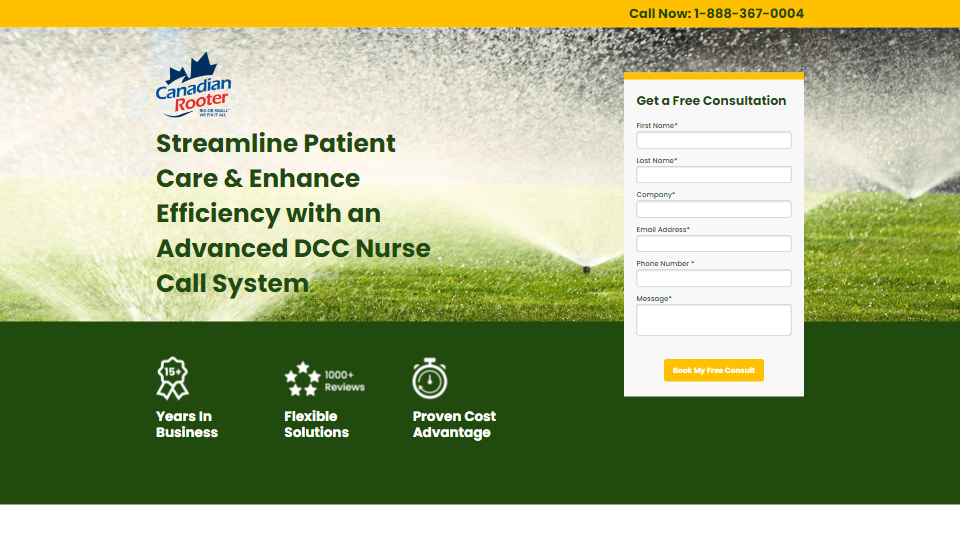 Call Now: 1-888-367-0004
Canadian
Rooter
BIG OR SMALL
WE FIX IT ALL
Streamline Patient
Care & Enhance
Efficiency with an
Advanced DCC Nurse
Call System
Get a Free Consultation
First Name*
Last Name*
Company*
Email Address*
Phone Number *
Message*
Book My Free Consult
15+
Years In
Business
1000+
Reviews
Flexible
Solutions
Proven Cost
Advantage